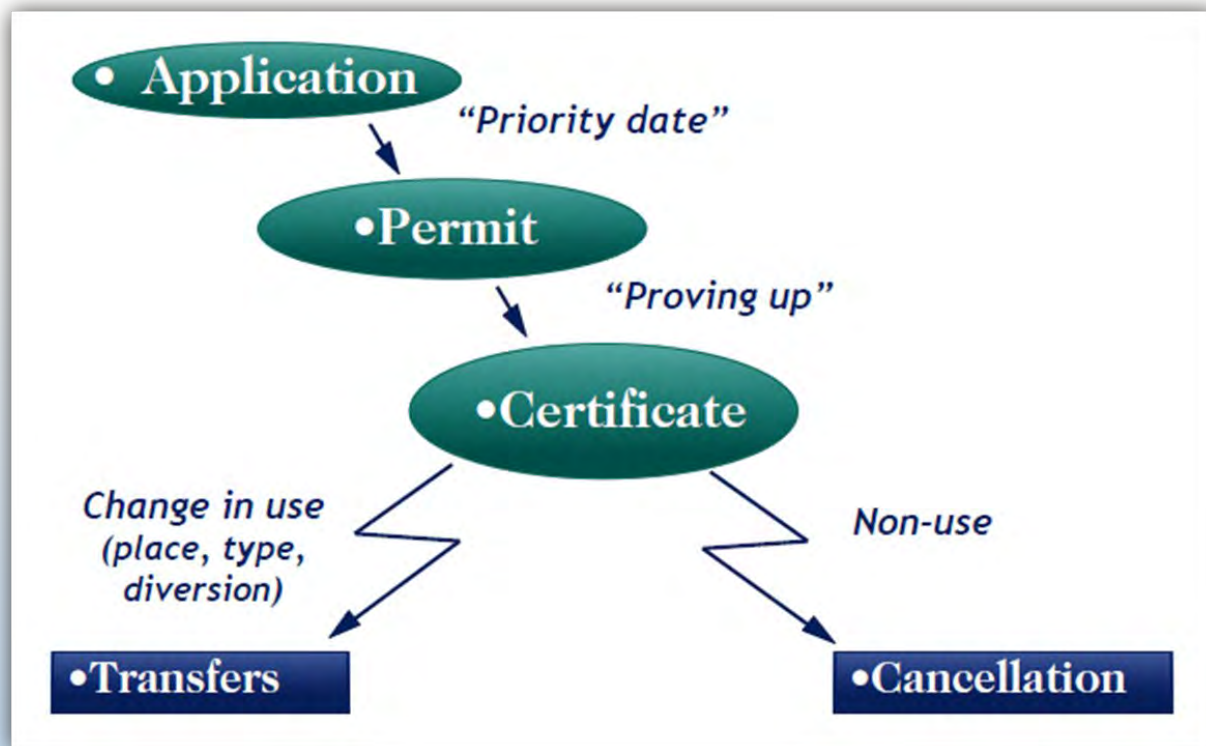 • Application
“Priority date”
•Permit
“Proving up”
•Certificate
Change in use
(place, type,
diversion)
Non-use
•Transfers
•Cancellation